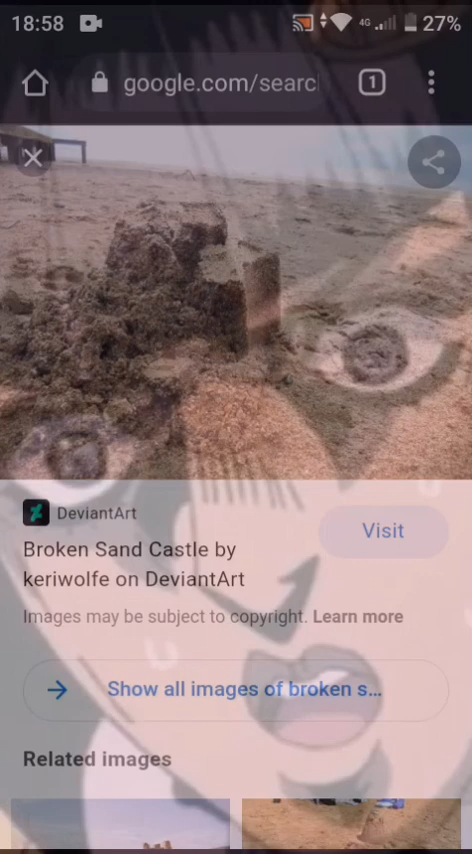 18:58 4G 27%
google.com/searc 1
DeviantArt
Visit
Broken Sand Castle by
keriwolfe on DeviantArt
Images may be subject to copyright. Learn more
Show all images of broken s...
Related images